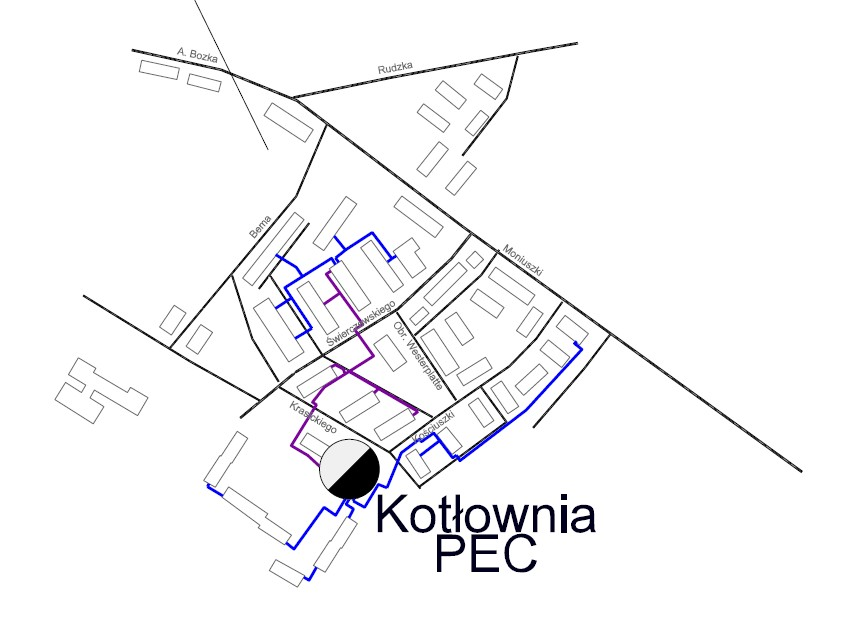 A. Bozka
Rudzka
Bema
Moniuszki
Świerczewskiego
Obr. Westerplatte
Krasickiego
Kościuszki
Kotłownia
PEC